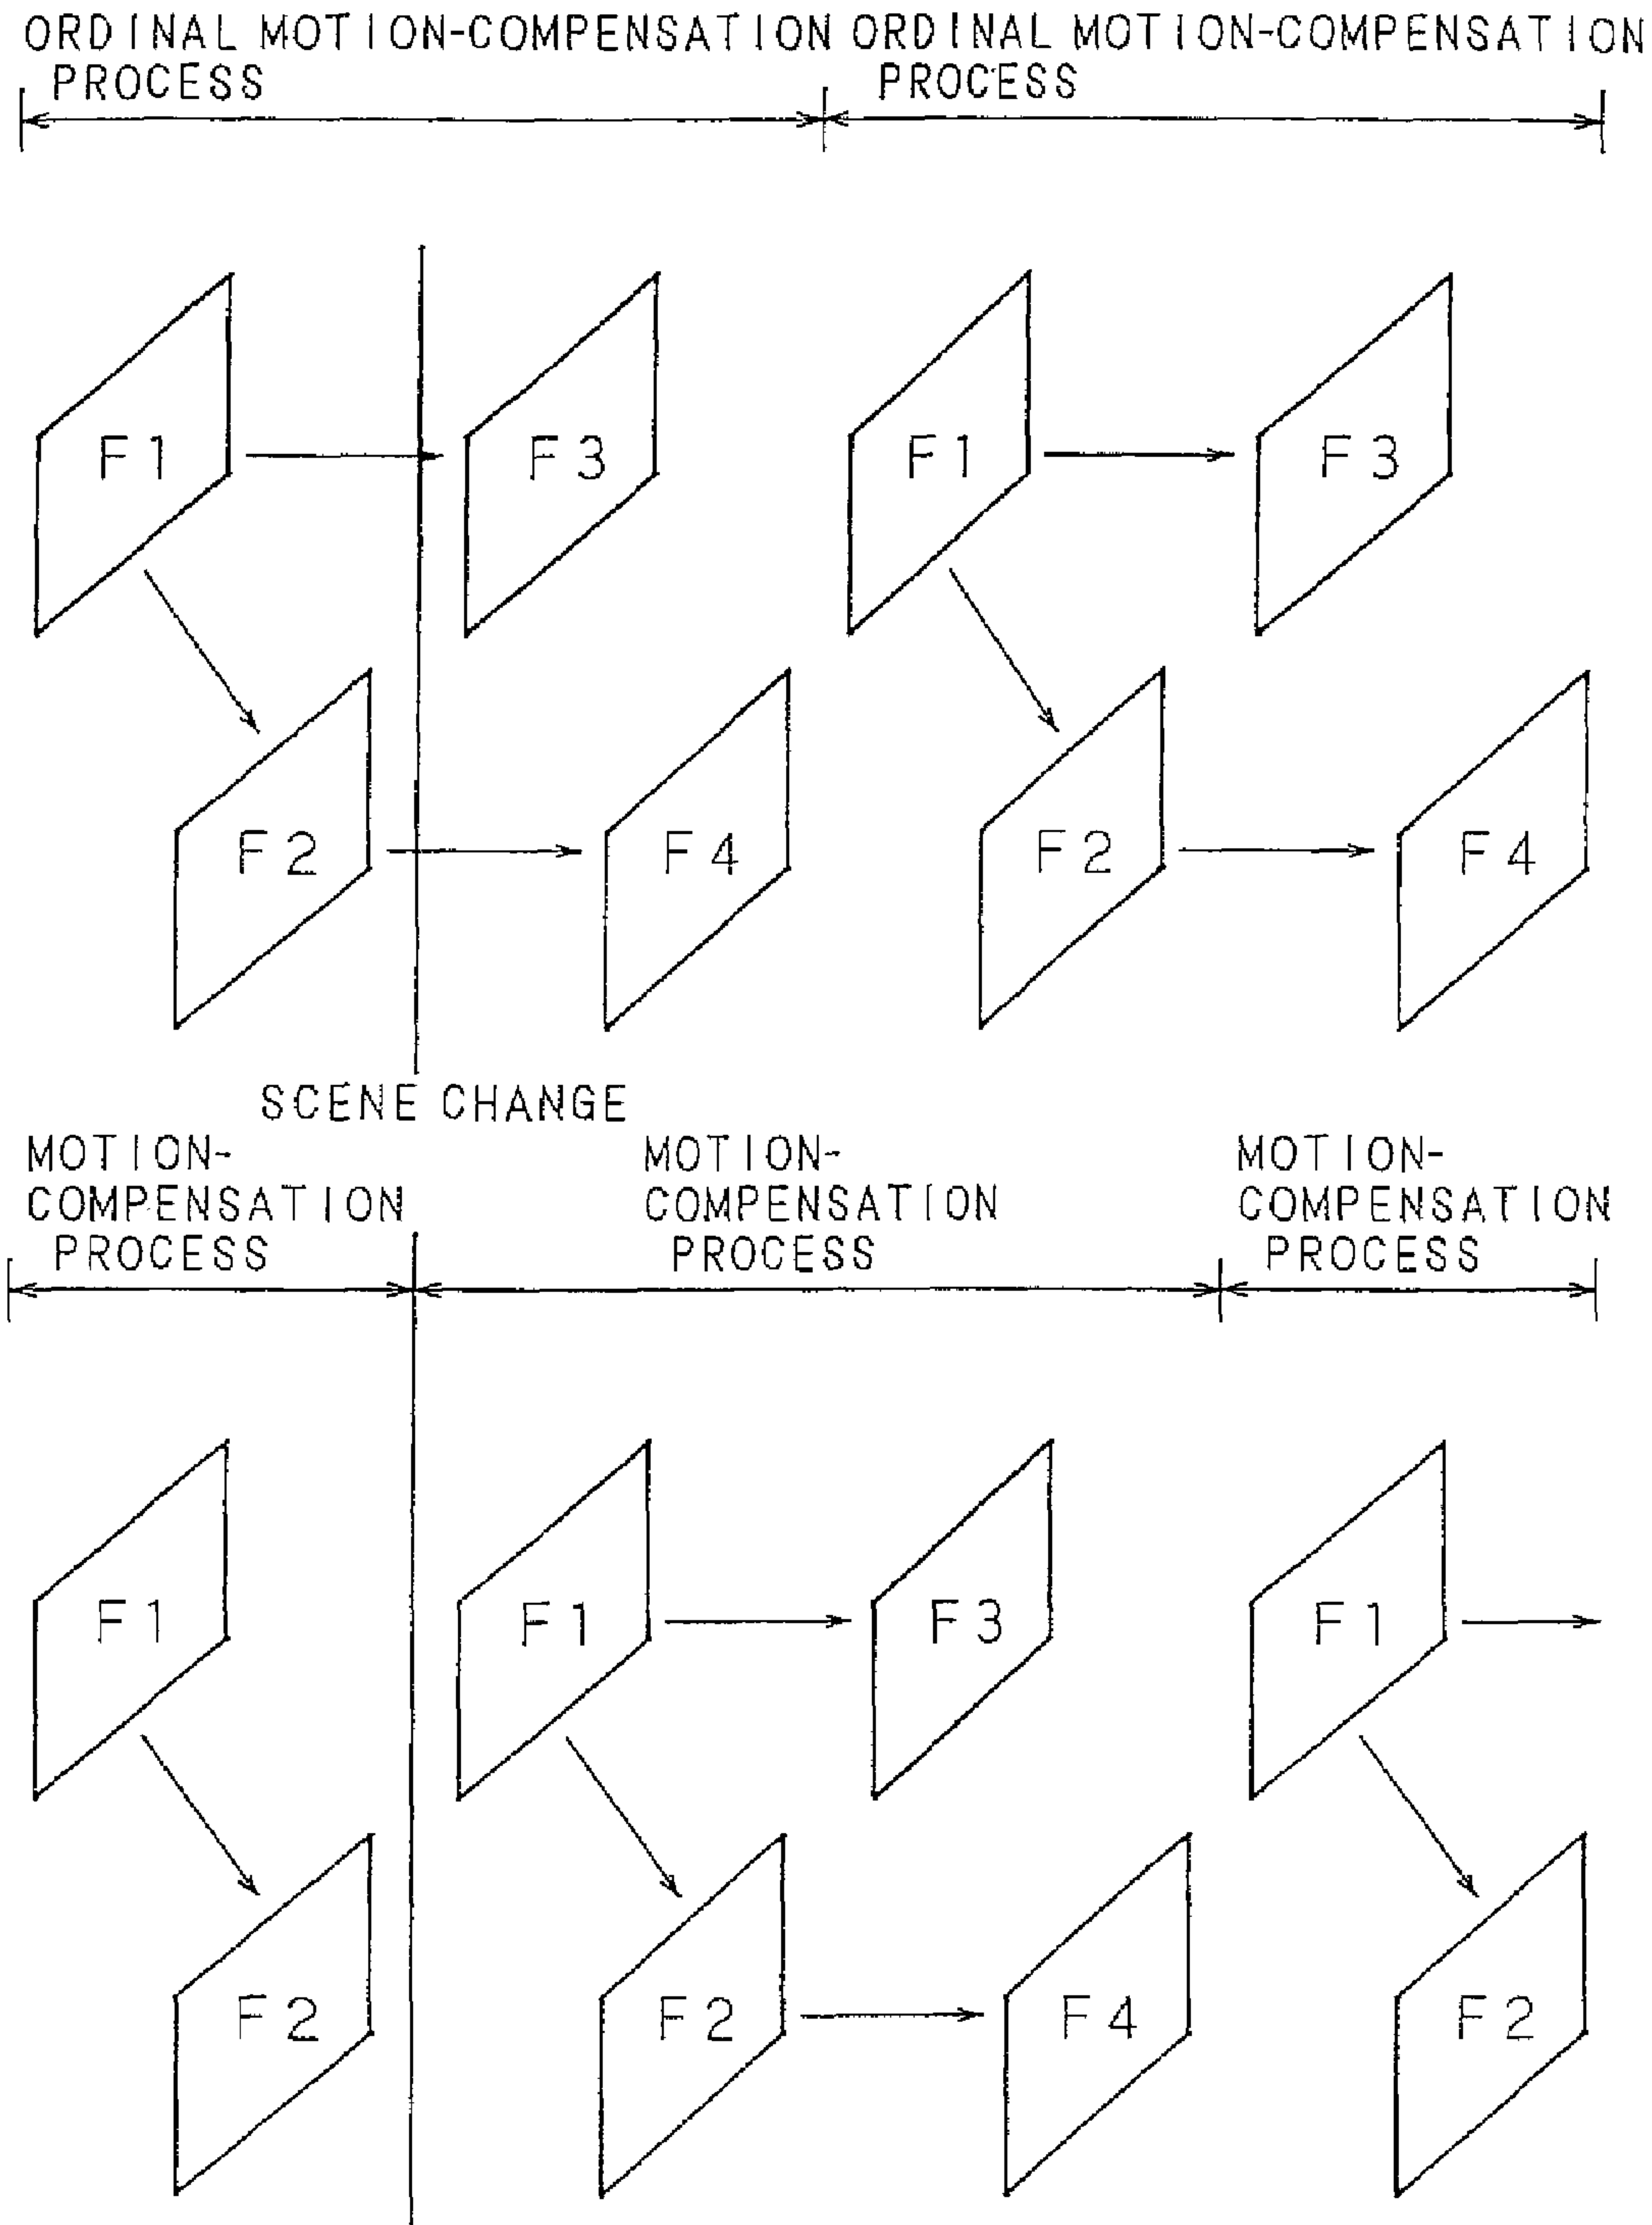 ORDINAL MOTION-COMPENSATION PROCESS
ORDINAL MOTION-COMPENSATION PROCESS
F1
F3
F1
F3
F2
F4
F2
F4
SCENE CHANGE
MOTION-
COMPENSATION
PROCESS
MOTION-
COMPENSATION
PROCESS
MOTION-
COMPENSATION
PROCESS
F1
F1
F3
F1
F2
F2
F4
F2